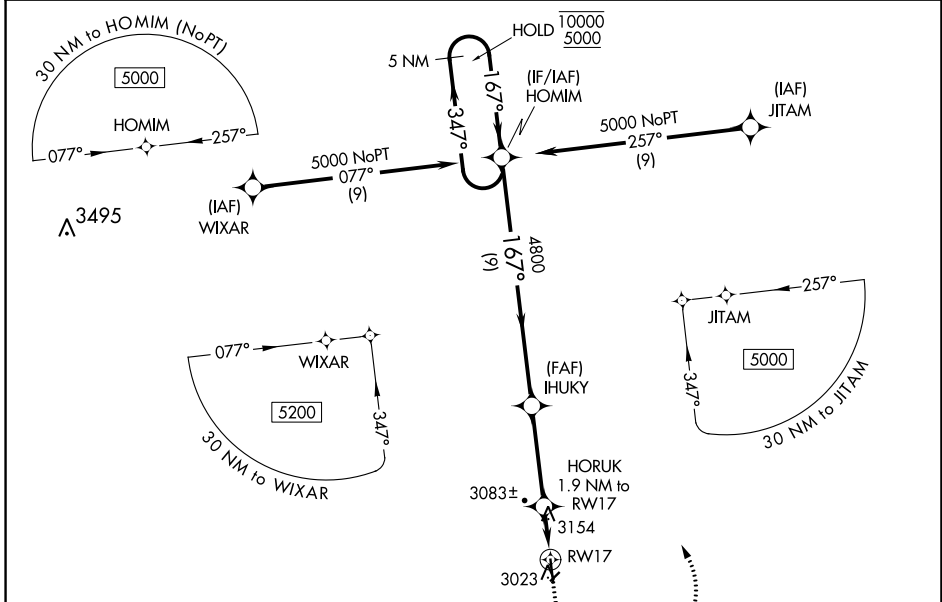 30 NM to HOMIM (NoPT)
5000
HOMIM
077°
257°
HOLD
10000
5000
5 NM
167°
347°
(IF/IAF)
HOMIM
(IAF)
JITAM
5000 NoPT
257°
(9)
5000 NoPT
077°
(9)
(IAF)
WIXAR
3495
4800
167°
(9)
077°
WIXAR
5200
347°
30 NM to WIXAR
257°
JITAM
5000
347°
30 NM to JITAM
(FAF)
IHUKY
HORUK
1.9 NM to
RW17
3083±
3154
RW17
3023